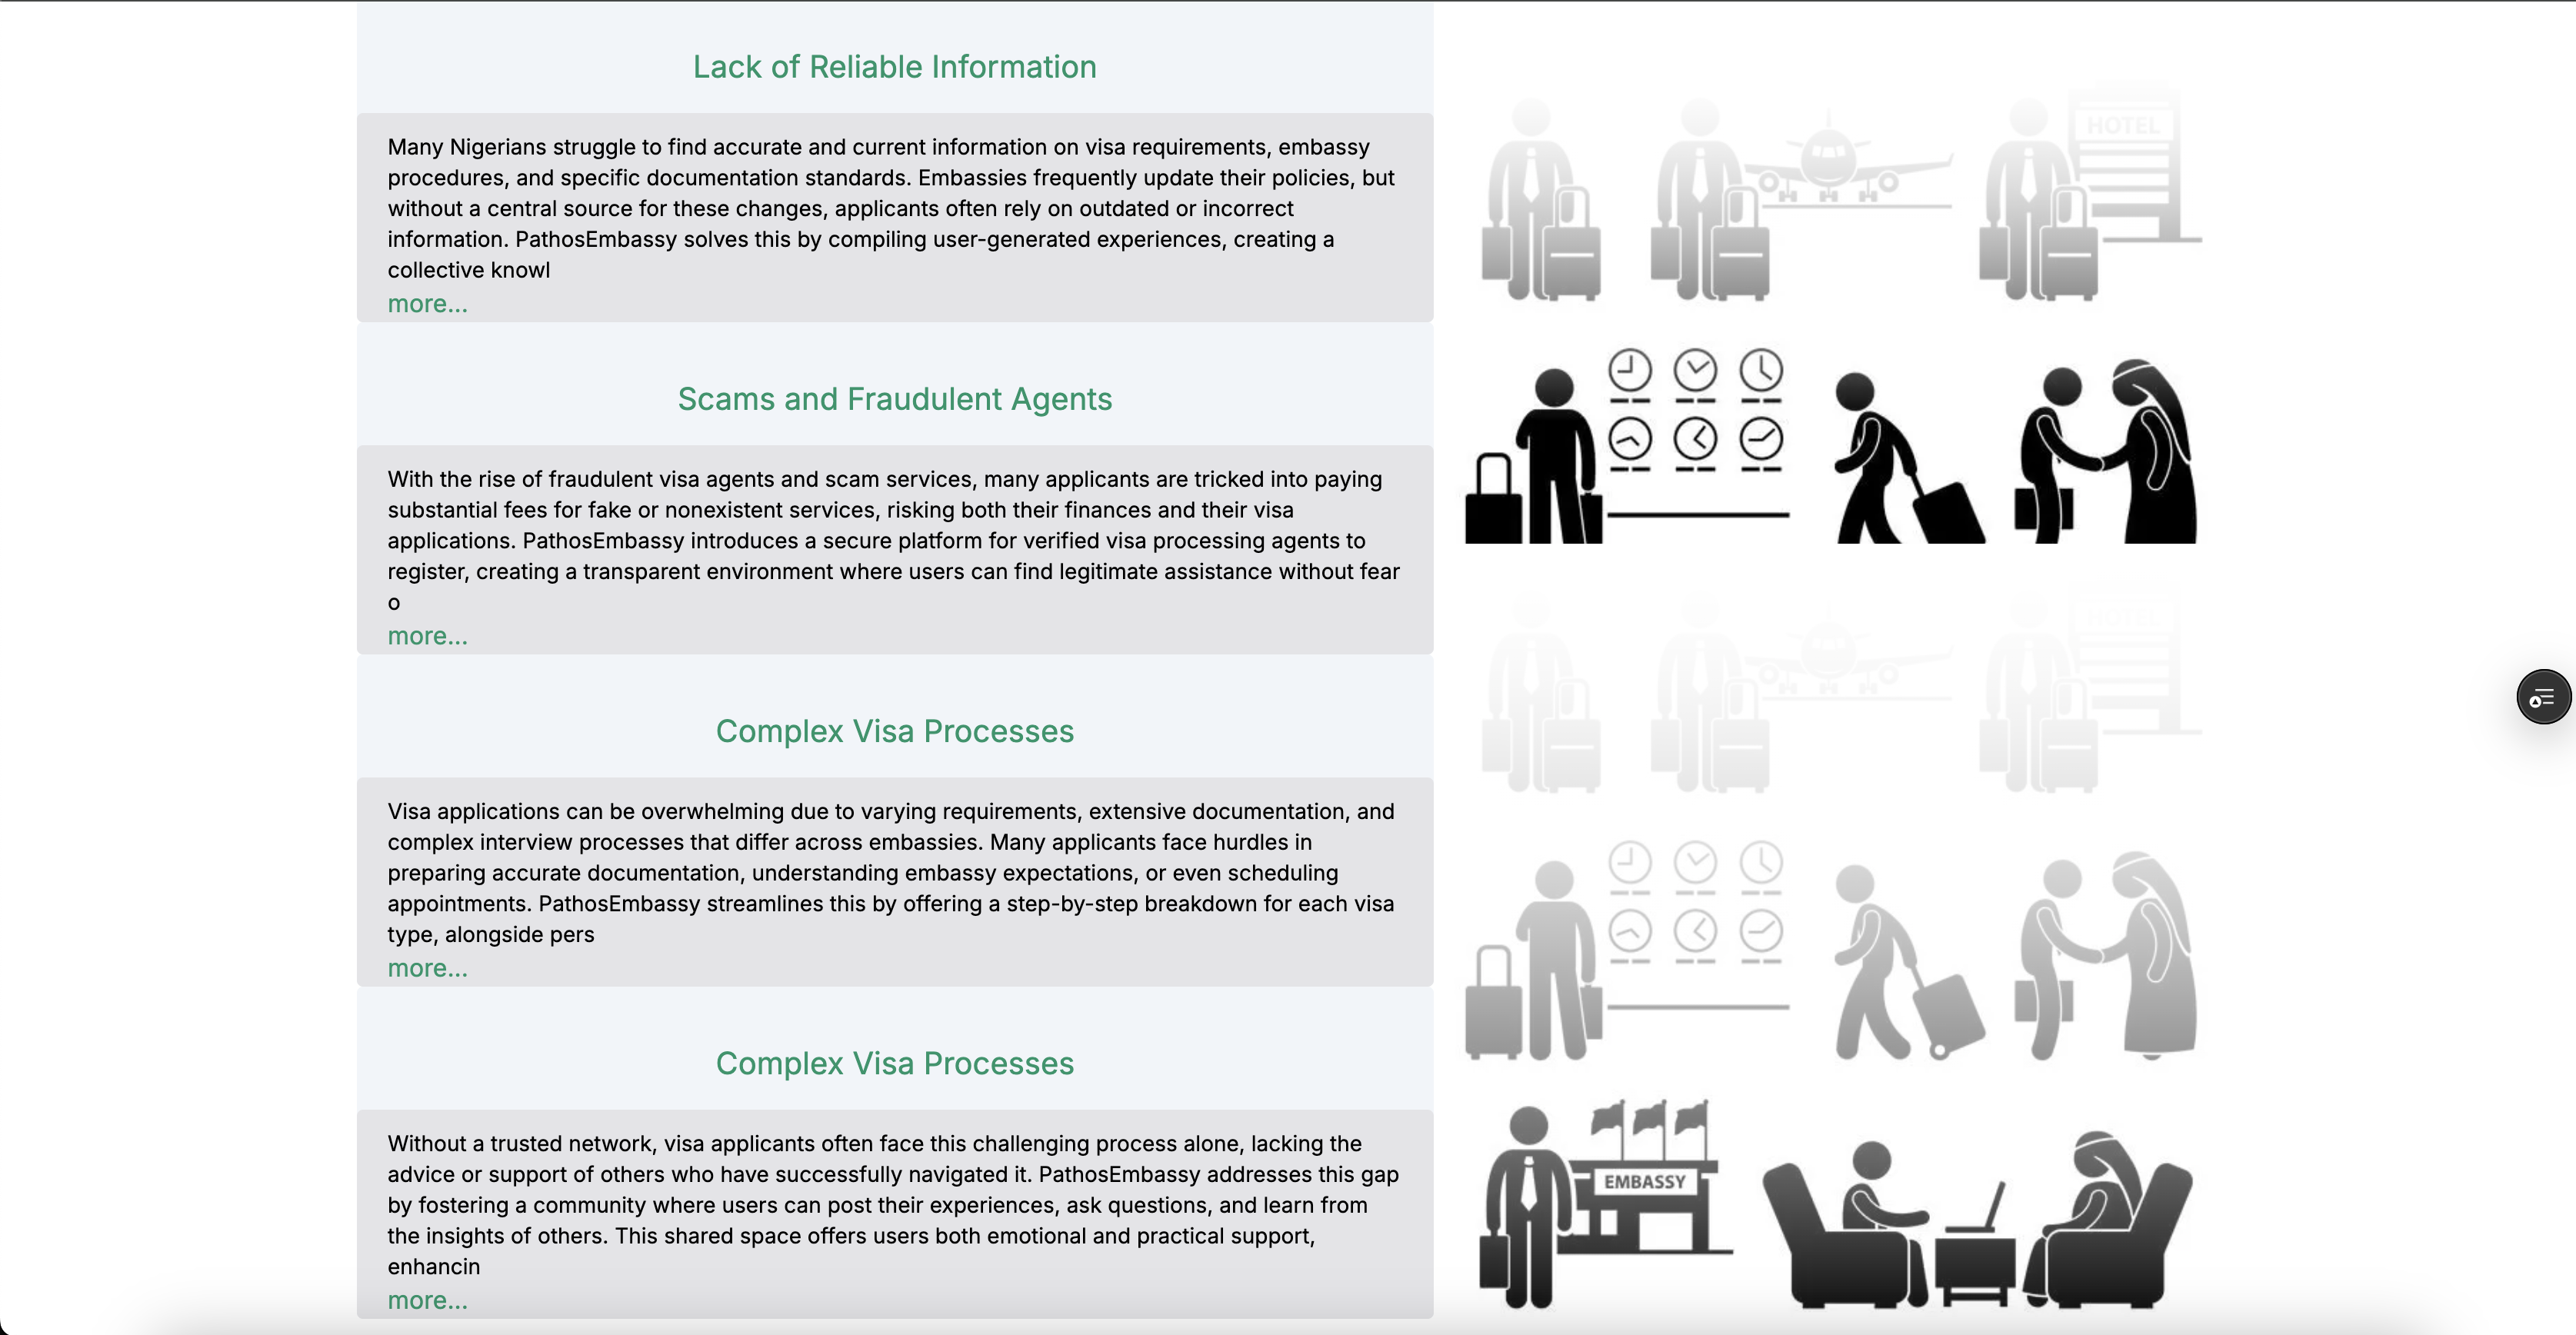 Lack of Reliable Information
Many Nigerians struggle to find accurate and current information on visa requirements, embassy
procedures, and specific documentation standards. Embassies frequently update their policies, but
without a central source for these changes, applicants often rely on outdated or incorrect
information. PathosEmbassy solves this by compiling user-generated experiences, creating a
collective knowl
more...
HOTEL
Scams and Fraudulent Agents
With the rise of fraudulent visa agents and scam services, many applicants are tricked into paying
substantial fees for fake or nonexistent services, risking both their finances and their visa
applications. PathosEmbassy introduces a secure platform for verified visa processing agents to
register, creating a transparent environment where users can find legitimate assistance without fear
o
more...
HOTEL
Complex Visa Processes
Visa applications can be overwhelming due to varying requirements, extensive documentation, and
complex interview processes that differ across embassies. Many applicants face hurdles in
preparing accurate documentation, understanding embassy expectations, or even scheduling
appointments. PathosEmbassy streamlines this by offering a step-by-step breakdown for each visa
type, alongside pers
more...
Complex Visa Processes
Without a trusted network, visa applicants often face this challenging process alone, lacking the
advice or support of others who have successfully navigated it. PathosEmbassy addresses this gap
by fostering a community where users can post their experiences, ask questions, and learn from
the insights of others. This shared space offers users both emotional and practical support,
enhancin
more...
EMBASSY